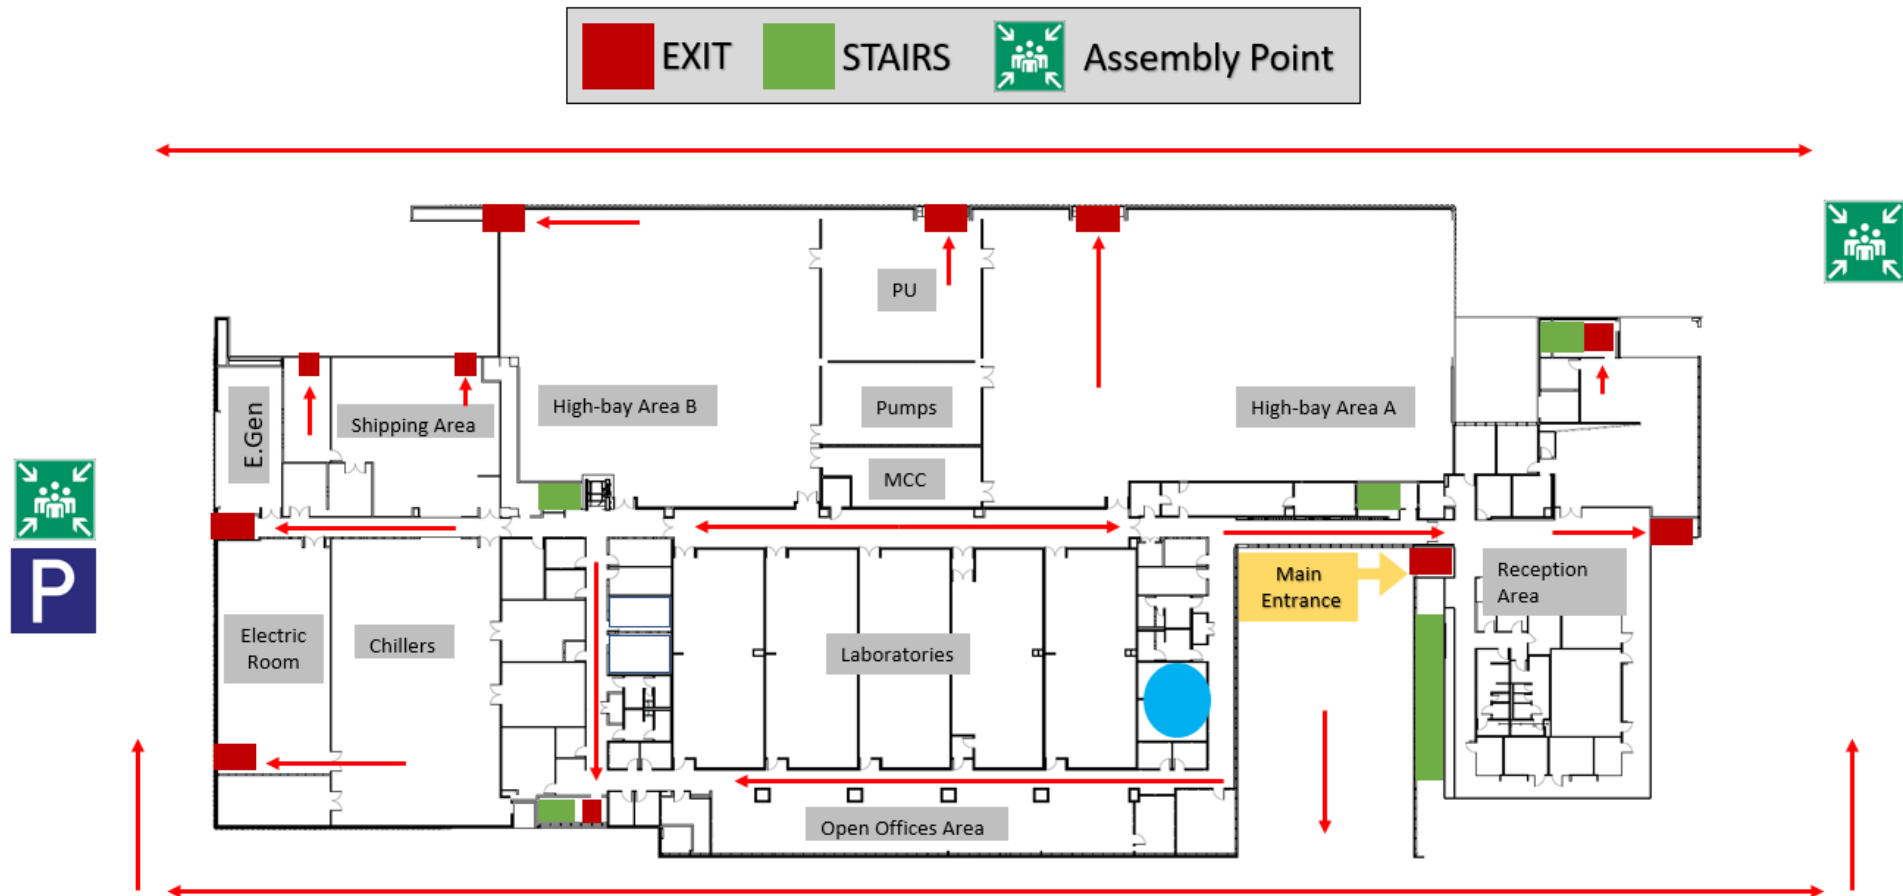 EXIT
STAIRS
Assembly Point
PU
E.Gen
Shipping Area
High-bay Area B
Pumps
High-bay Area A
MCC
P
Main
Entrance
Reception
Area
Electric
Room
Chillers
Laboratories
Open Offices Area